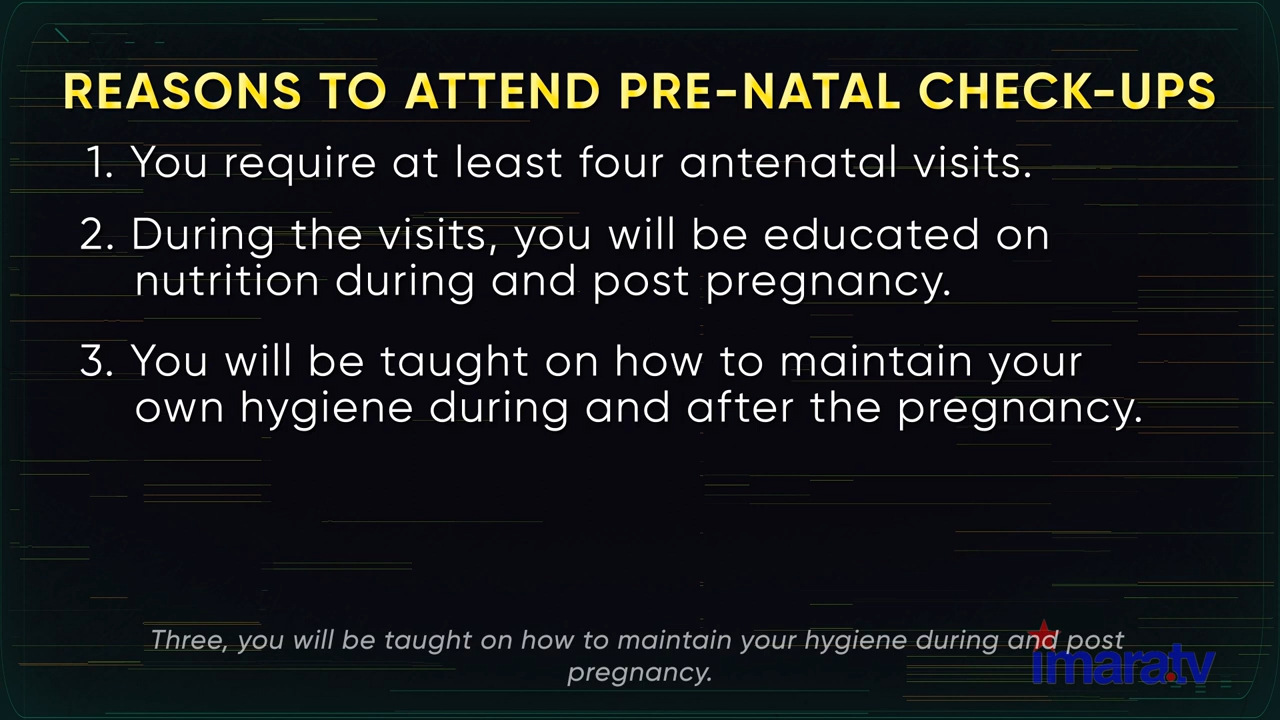 REASONS TO ATTEND PRE-NATAL CHECK-UPS
1. You require at least four antenatal visits.
2. During the visits, you will be educated on
nutrition during and post pregnancy.
3. You will be taught on how to maintain your
own hygiene during and after the pregnancy.
Three, you will be taught on how to maintain your hygiene during and post
pregnancy.
imara.tv